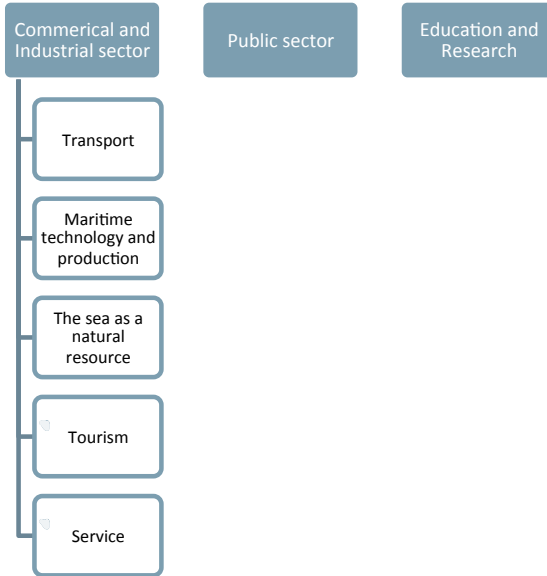 Commerical and
Industrial sector
Public sector
Education and
Research
Transport
Maritime
technology and
production
The sea as a
natural
resource
Tourism
Service